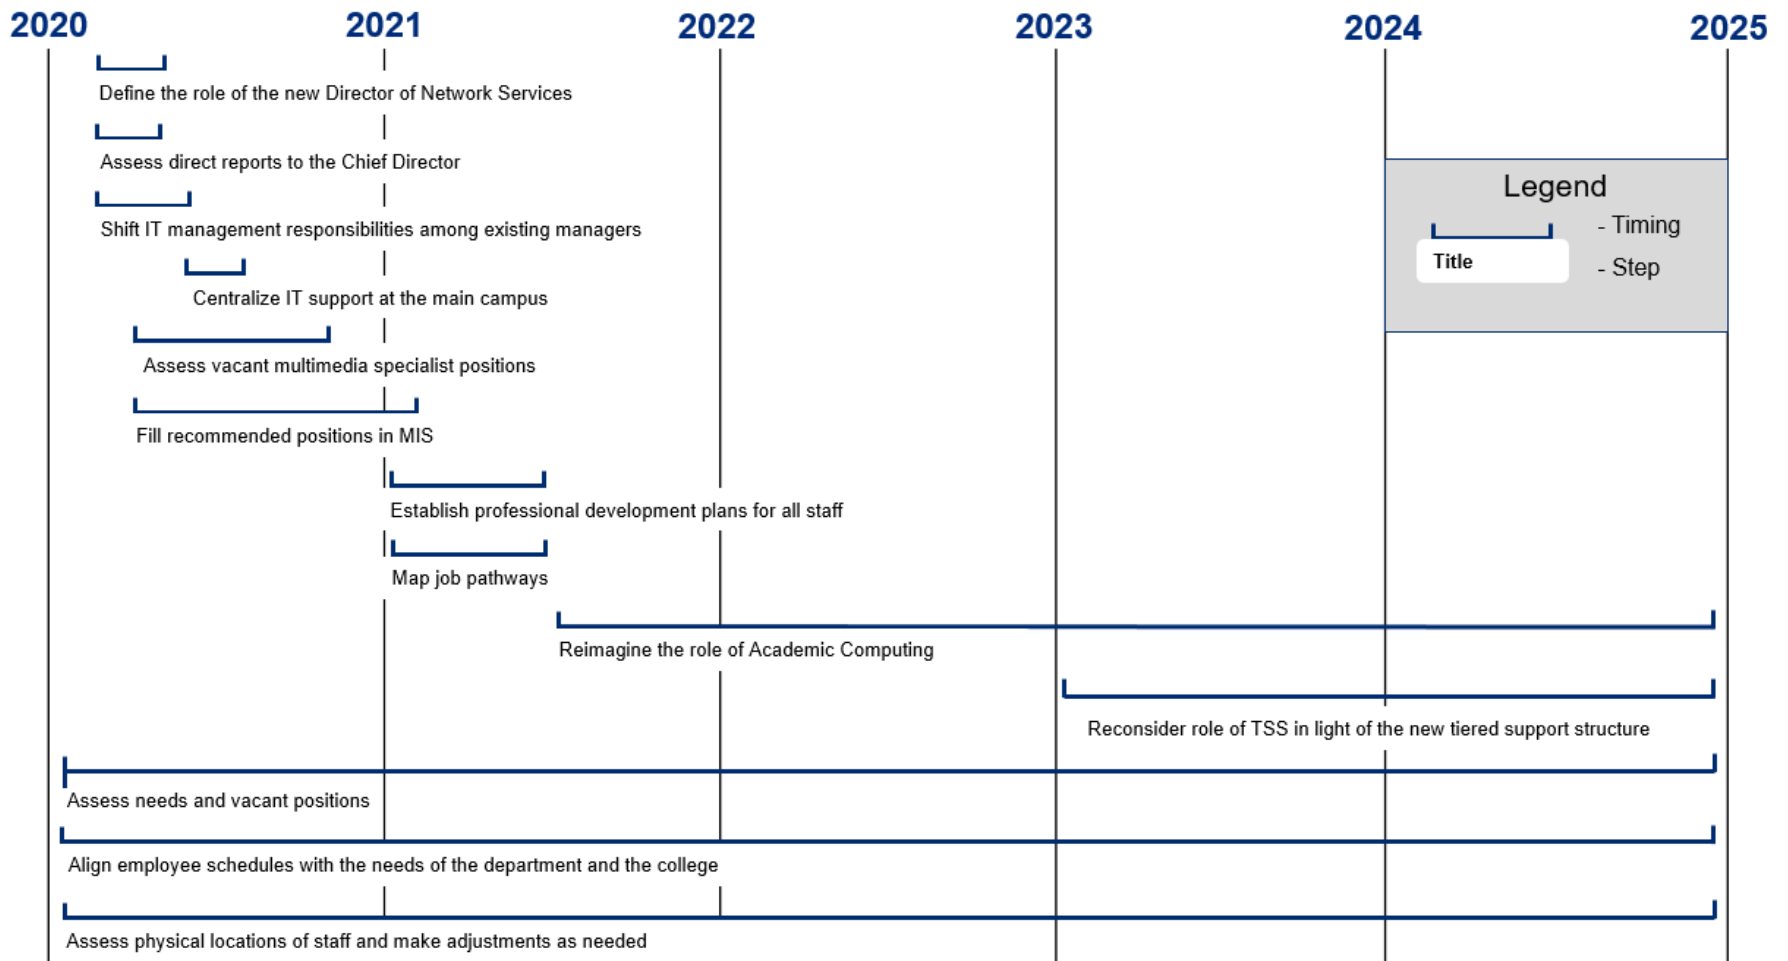 2020 2021 2022 2023 2024 2025
Define the role of the new Director of Network Services
Assess direct reports to the Chief Director
Legend
- Timing
Shift IT management responsibilities among existing managers
Title
- Step
Centralize IT support at the main campus
Assess vacant multimedia specialist positions
Fill recommended positions in MIS
Establish professional development plans for all staff
Map job pathways
Reimagine the role of Academic Computing
Reconsider role of TSS in light of the new tiered support structure
Assess needs and vacant positions
Align employee schedules with the needs of the department and the college
Assess physical locations of staff and make adjustments as needed